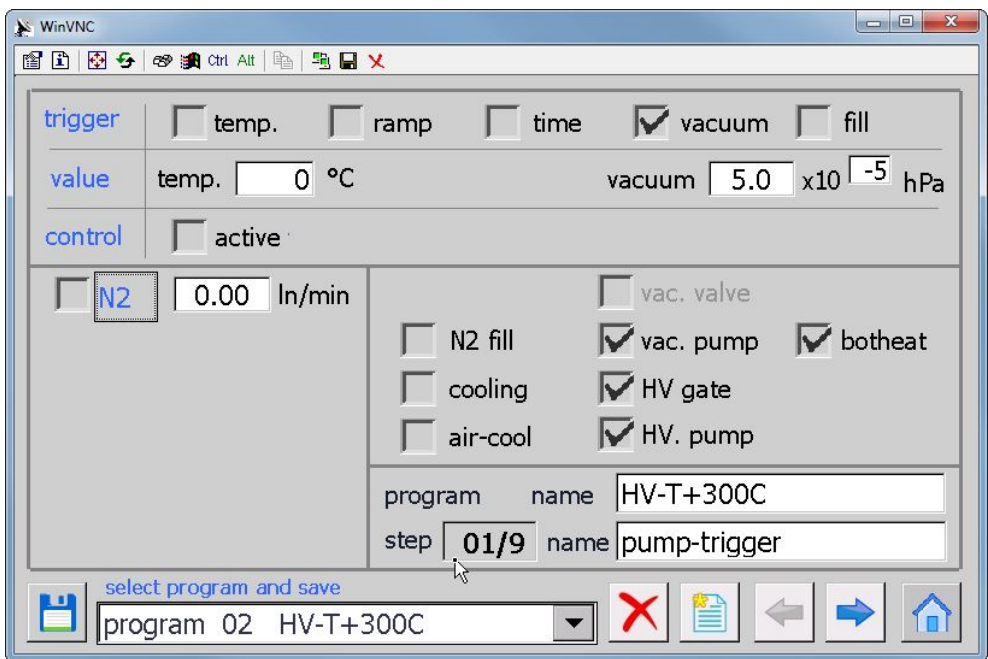 WinVNC
Ctrl Alt
trigger temp. ramp time vacuum fill
value temp. 0 °C vacuum 5.0 x10 -5 hPa
control active
N2 0.00 ln/min
vac. valve
N2 fill vac. pump botheat
cooling HV gate
air-cool HV. pump
program name HV-T+300C
step 01/9 name pump-trigger
select program and save
program 02 HV-T+300C